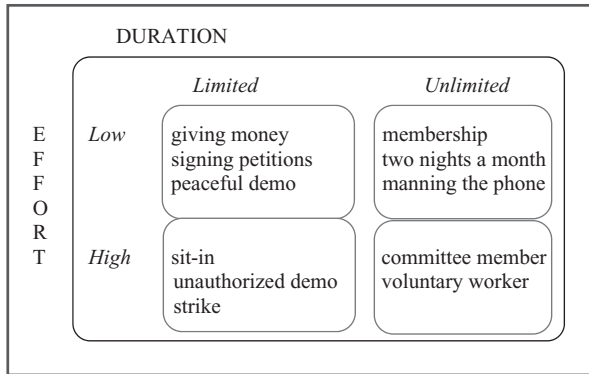 DURATION
Limited Unlimited
EFFORT
Low
giving money
signing petitions
peaceful demo
membership
two nights a month
manning the phone
High
sit-in
unauthorized demo
strike
committee member
voluntary worker